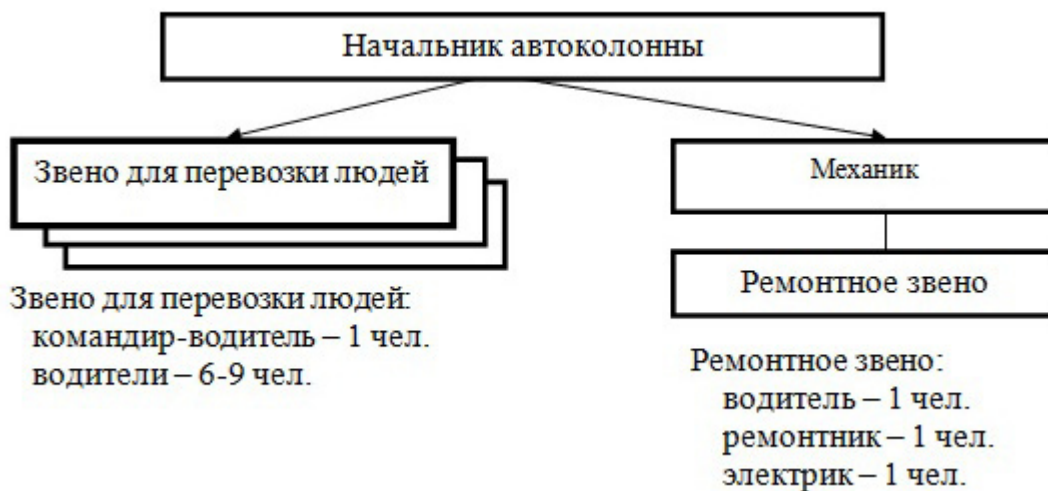 Начальник автоколонны
Звено для перевозки людей
Механик
Ремонтное звено
Звено для перевозки людей:
командир-водитель – 1 чел.
водители – 6-9 чел.
Ремонтное звено:
водитель – 1 чел.
ремонтник – 1 чел.
электрик – 1 чел.